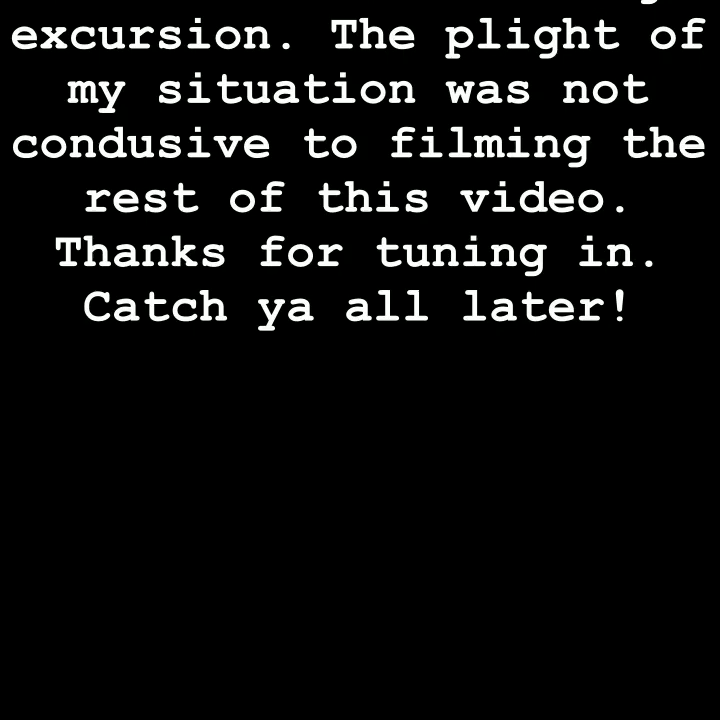 excursion. The plight of
my situation was not
condusive to filming the
rest of this video.
Thanks for tuning in.
Catch ya all later!